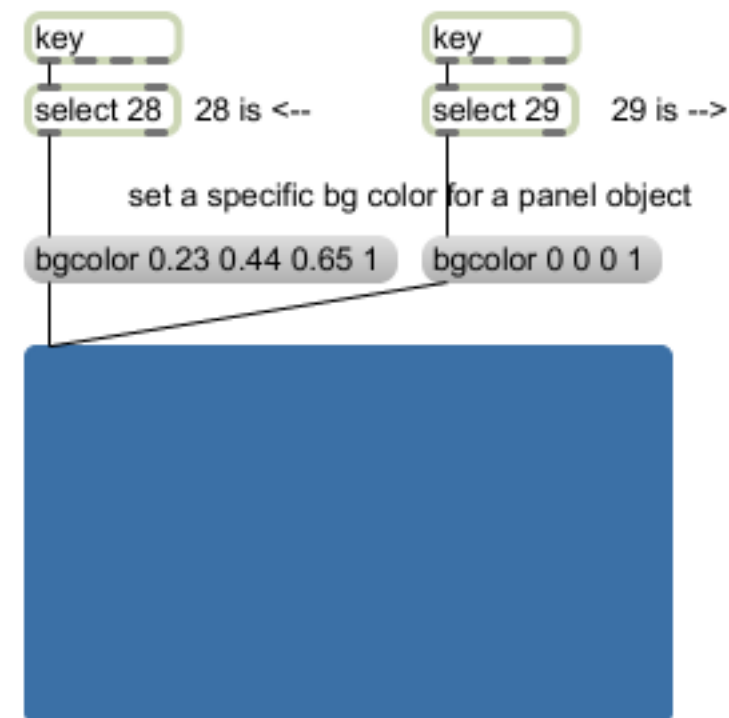 key
key
select 28
28 is <--
select 29
29 is -->
set a specific bg color for a panel object
bgcolor 0.23 0.44 0.65 1
bgcolor 0 0 0 1